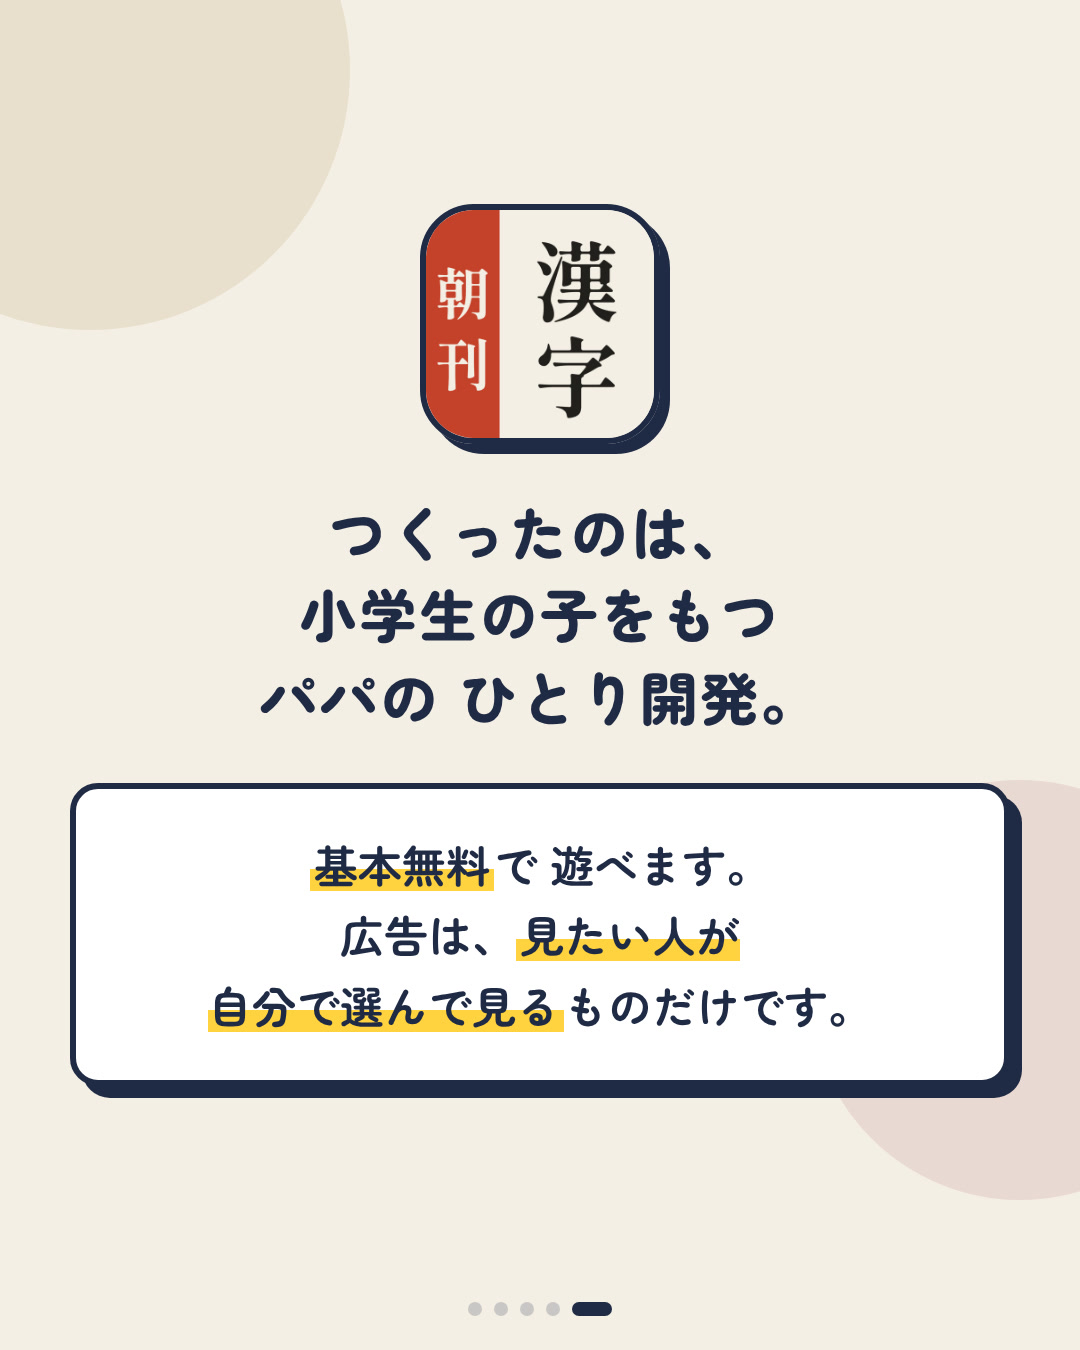 漢字
朝刊
つくったのは、
小学生の子をもつ
パパの ひとり開発。
基本無料で 遊べます。
広告は、見たい人が
自分で選んで見るものだけです。